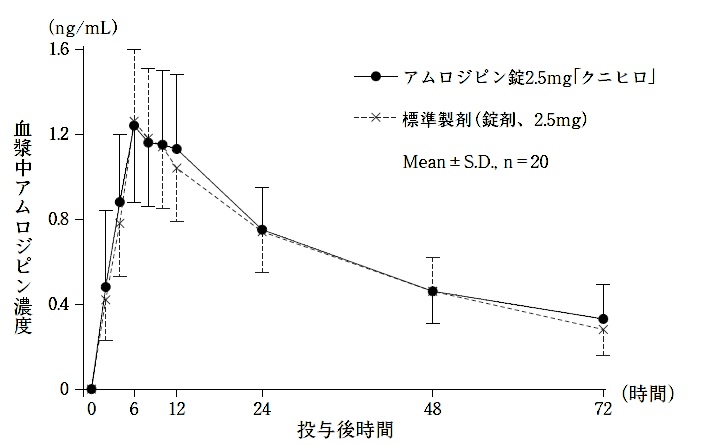 (ng/mL)
1.6
1.2
0.8
0.4
0
血漿中アムロジピン濃度
アムロジピン錠2.5mg「クニヒロ」
標準製剤(錠剤、2.5mg)
Mean±S.D., n=20
0 6 12 24 48 72 (時間)
投与後時間